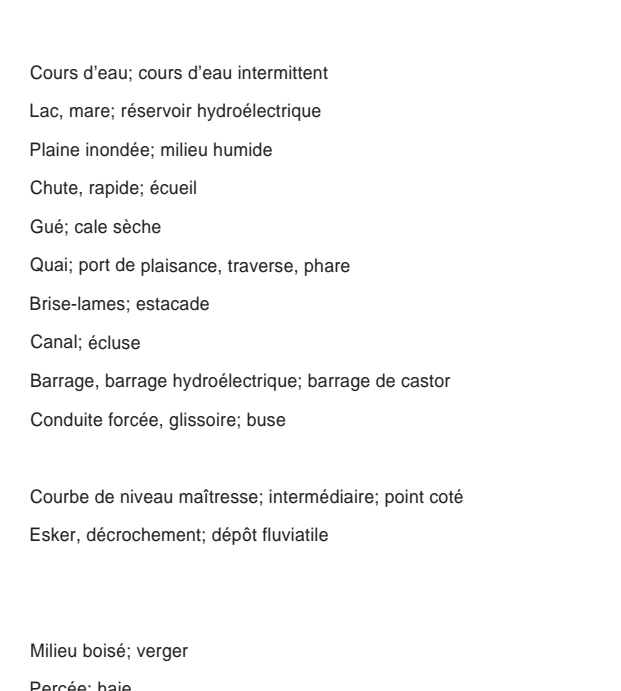 Cours d’eau; cours d’eau intermittent
Lac, mare; réservoir hydroélectrique
Plaine inondée; milieu humide
Chute, rapide; écueil
Gué; cale sèche
Quai; port de plaisance, traverse, phare
Brise-lames; estacade
Canal; écluse
Barrage, barrage hydroélectrique; barrage de castor
Conduite forcée, glissoire; buse
Courbe de niveau maîtresse; intermédiaire; point coté
Esker, décrochement; dépôt fluviatile
Milieu boisé; verger
Percée; haie